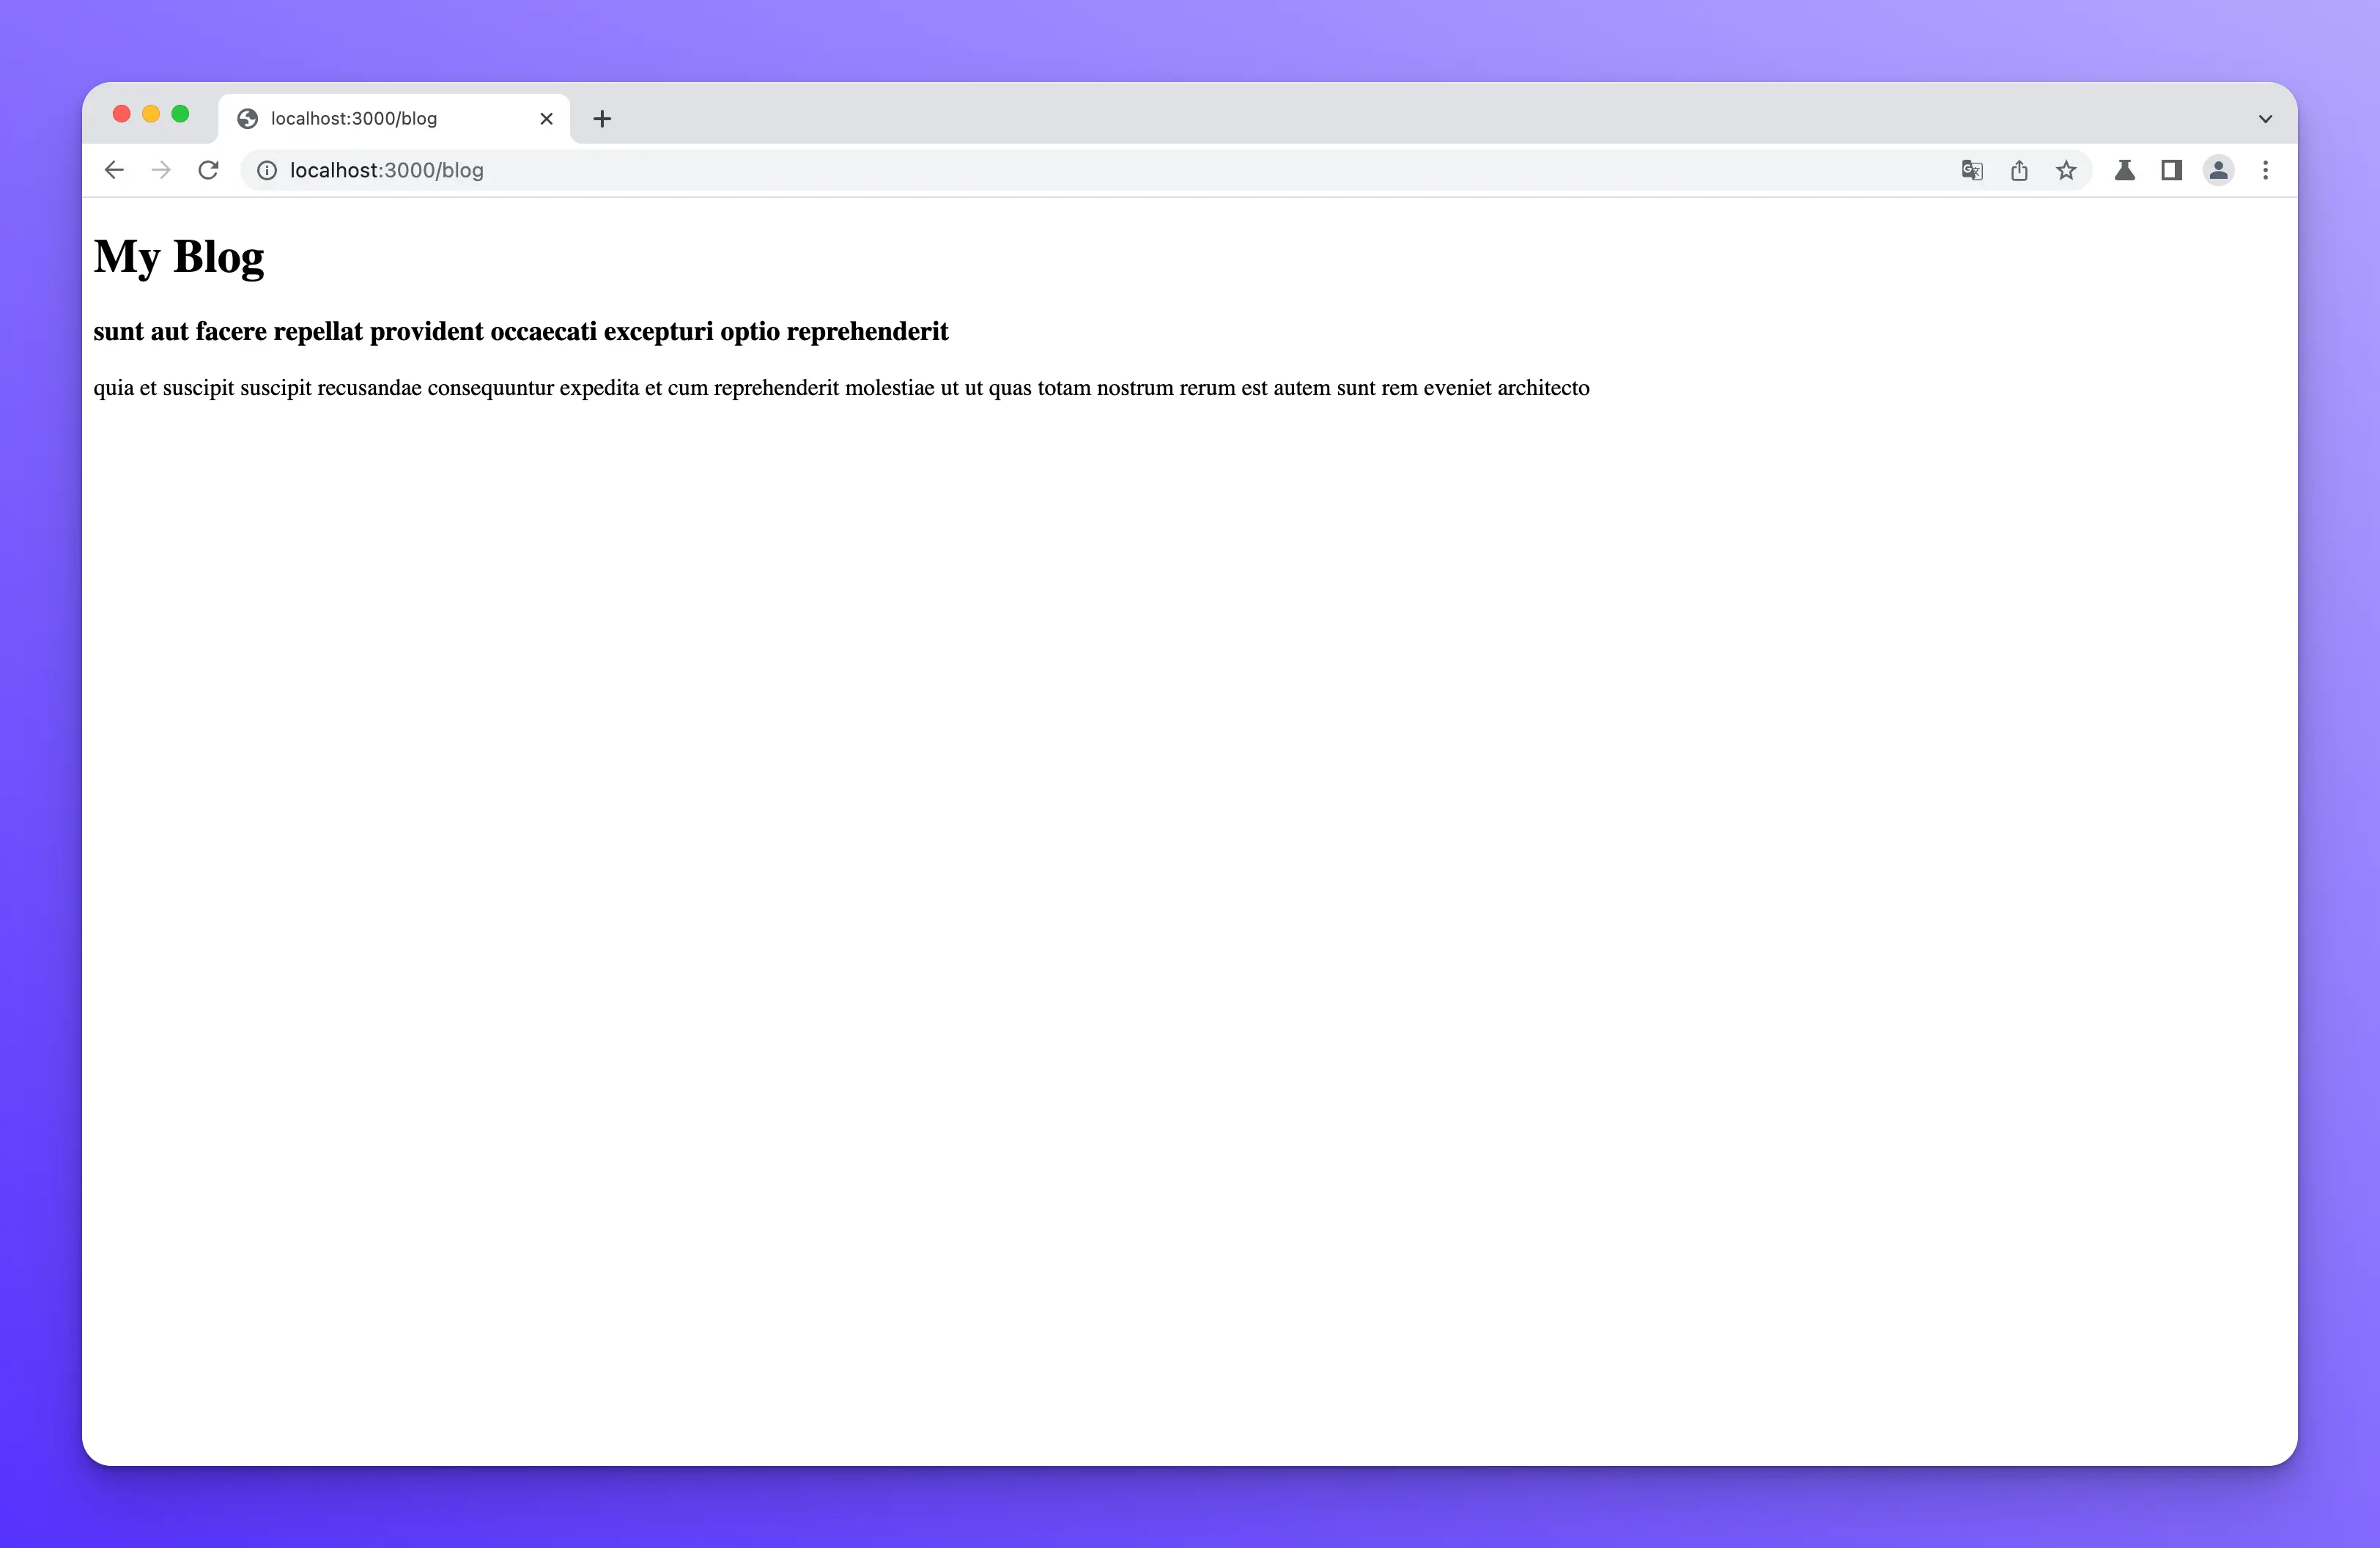 localhost:3000/blog
localhost:3000/blog
My Blog
sunt aut facere repellat provident occaecati excepturi optio reprehenderit
quia et suscipit suscipit recusandae consequuntur expedita et cum reprehenderit molestiae ut ut quas totam nostrum rerum est autem sunt rem eveniet architecto